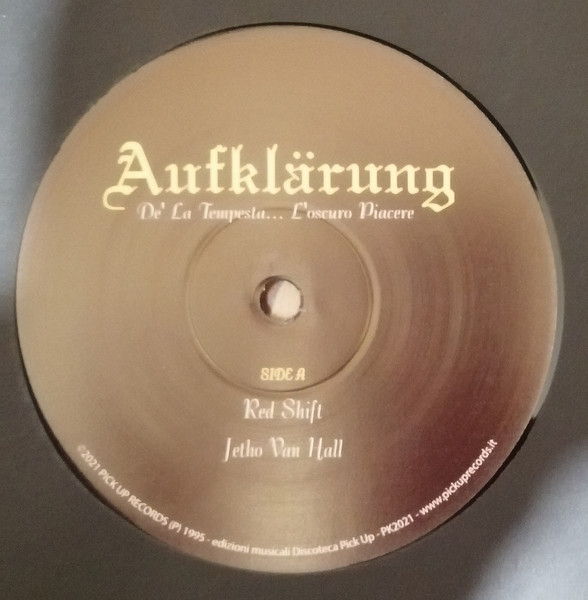 Aufklärung
De' La Tempesta... L'oscuro Piacere
SIDE A
Red Shift
Jetho Van Hall
©2021 PICK UP RECORDS (P) 1995 - edizioni musicali Discoteca Pick Up - PK2021 - www.pickuprecords.it